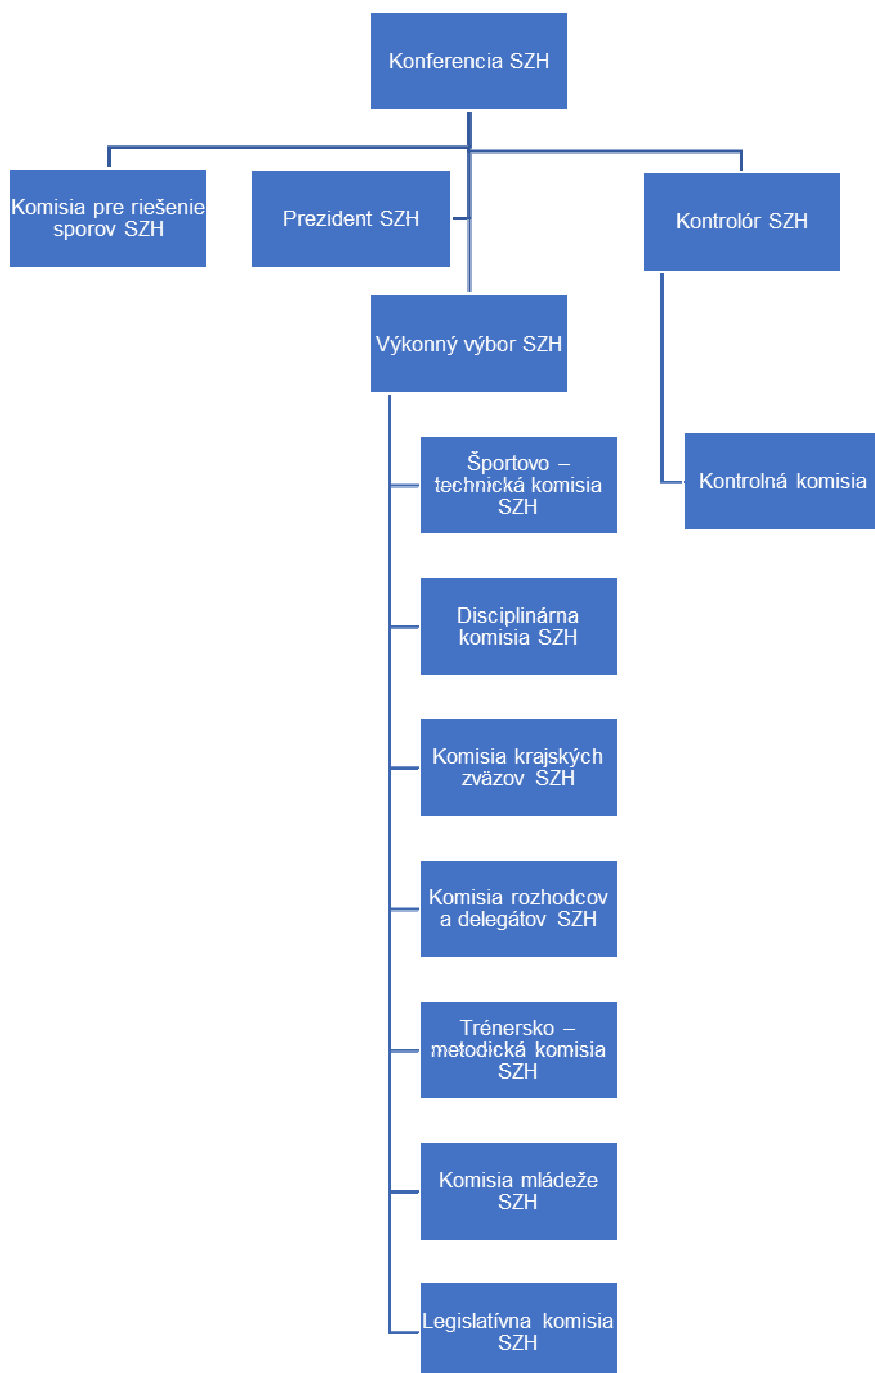 Konferencia SZH
Komisia pre riešenie
sporov SZH
Prezident SZH
Kontrolór SZH
Výkonný výbor SZH
Športovo –
technická komisia
SZH
Kontrolná komisia
Disciplinárna
komisia SZH
Komisia krajských
zväzov SZH
Komisia rozhodcov
a delegátov SZH
Trénersko –
metodická komisia
SZH
Komisia mládeže
SZH
Legislatívna komisia
SZH